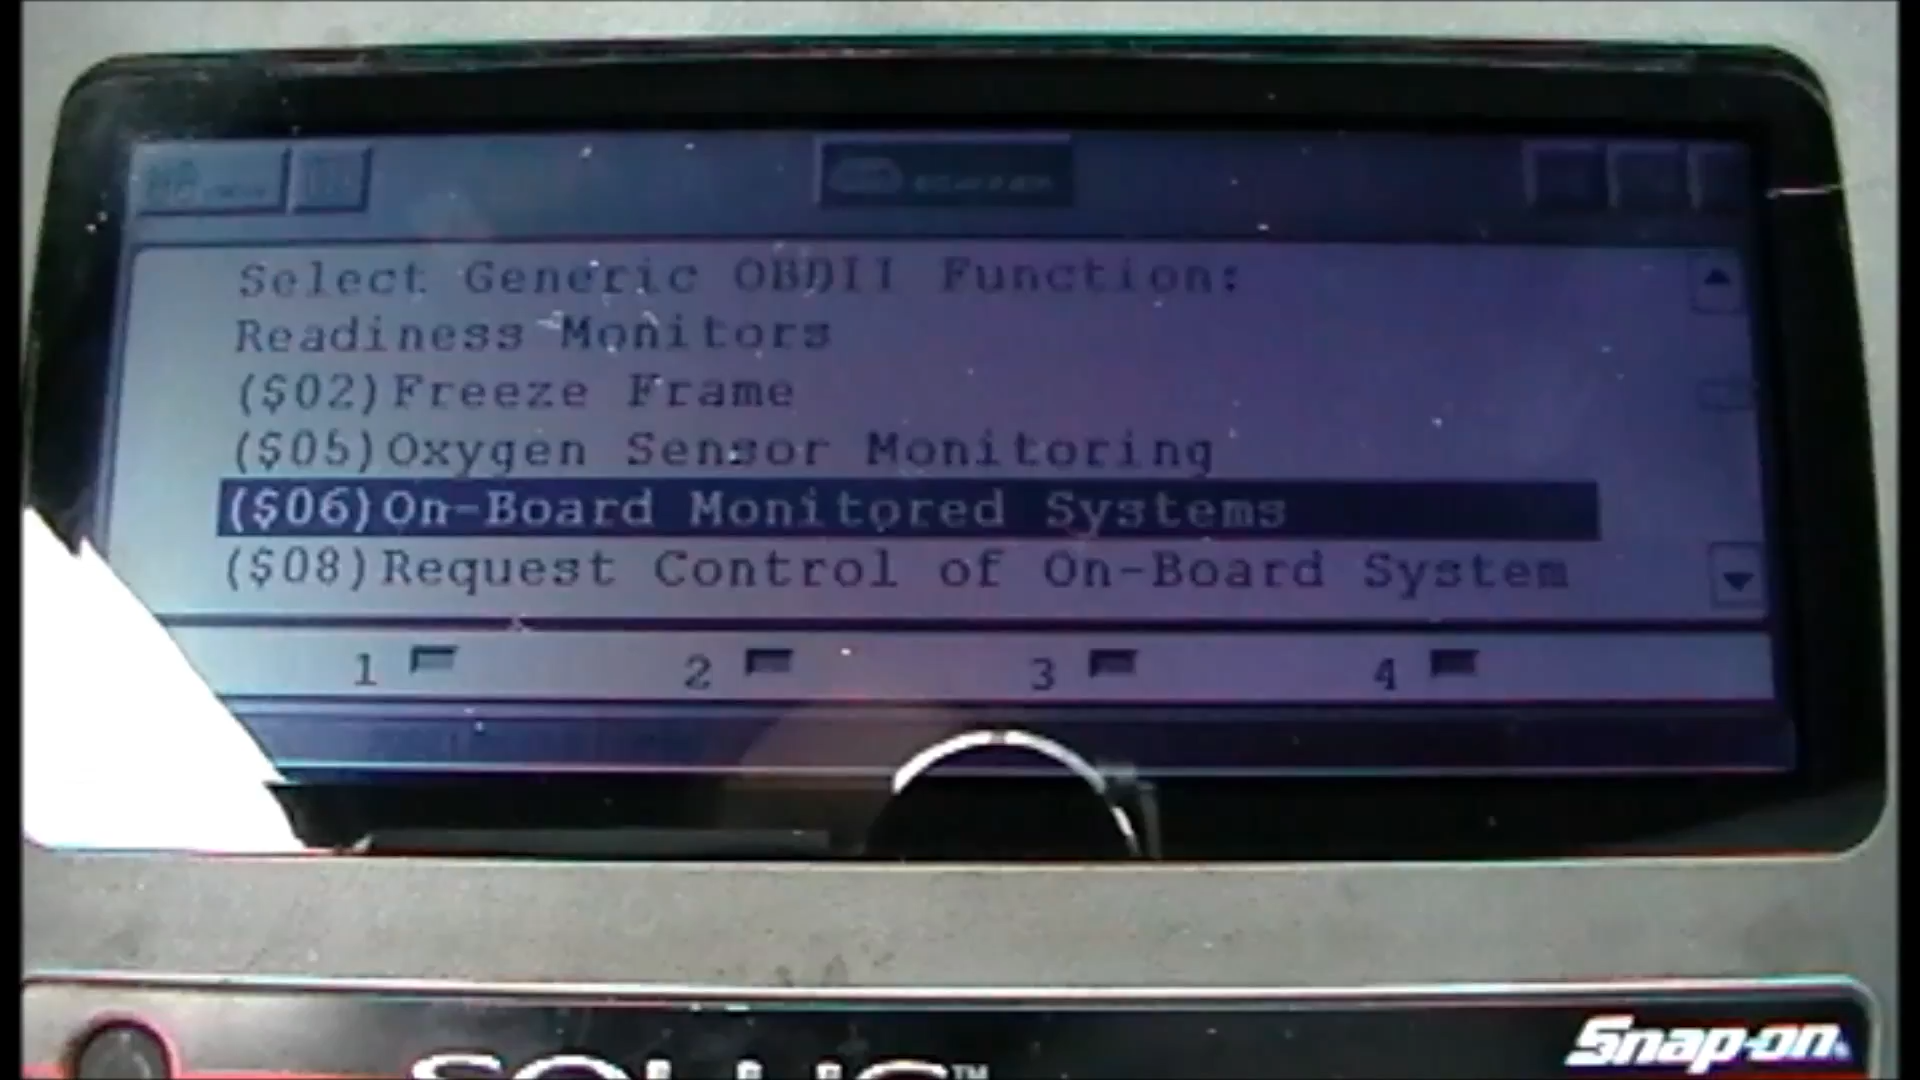 Select Generic OBDII Function:
Readiness Monitors
($02)Freeze Frame
($05)Oxygen Sensor Monitoring
($06)On-Board Monitored Systems
($08)Request Control of On-Board System
1 2 3 4
SOLUS™
Snap-on